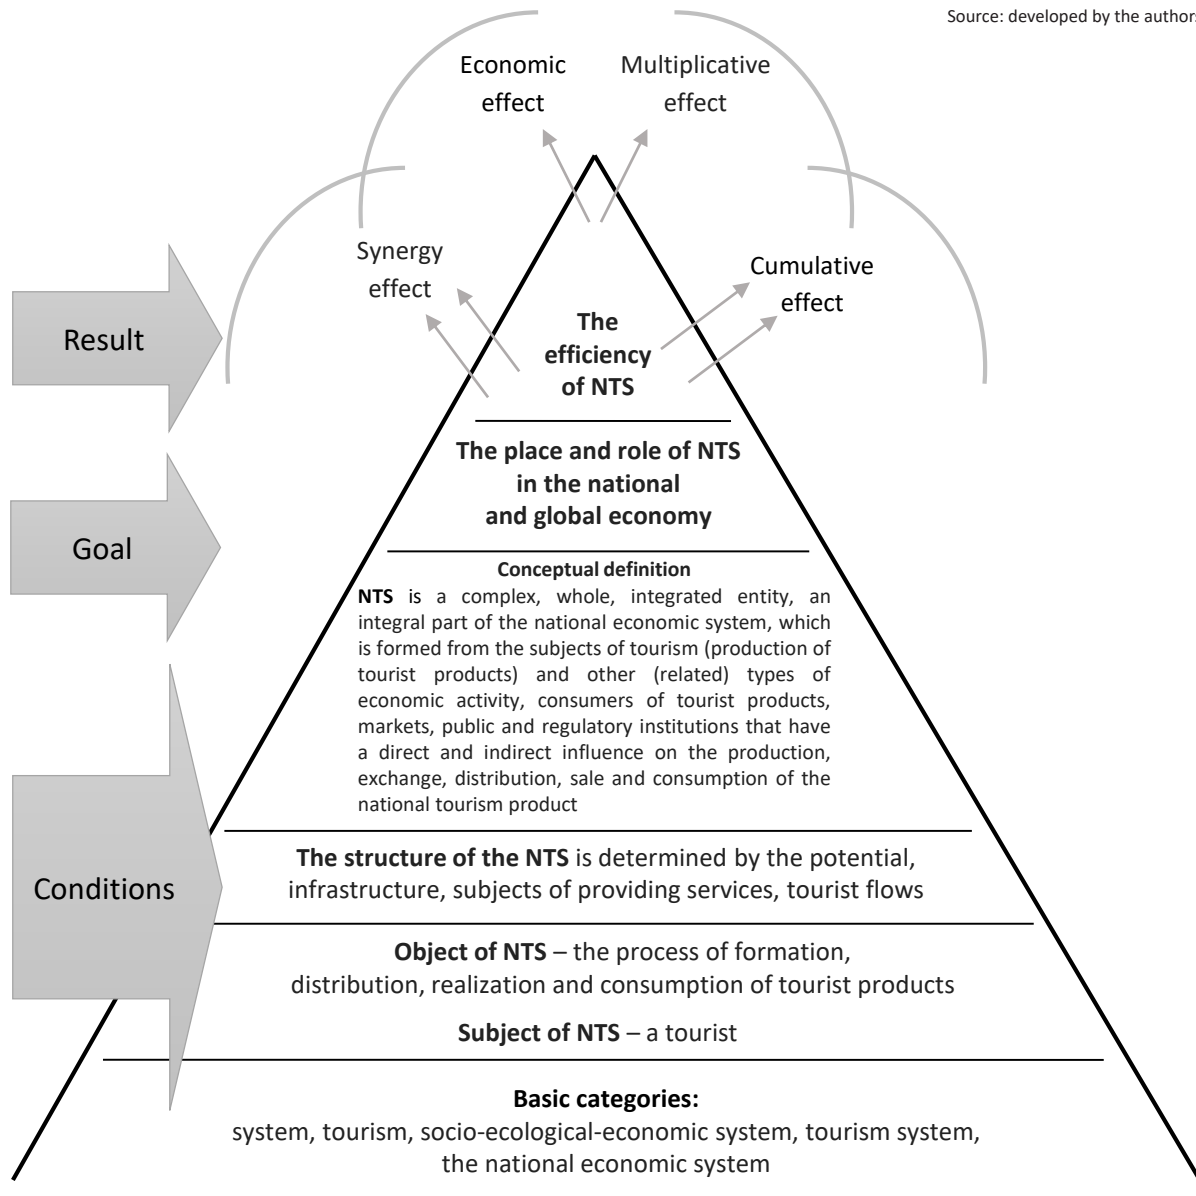 Source: developed by the authors
Economic
effect
Multiplicative
effect
Synergy
effect
Cumulative
effect
Result
The
efficiency
of NTS
The place and role of NTS
in the national
and global economy
Goal
Conceptual definition
NTS is a complex, whole, integrated entity, an
integral part of the national economic system, which
is formed from the subjects of tourism (production of
tourist products) and other (related) types of
economic activity, consumers of tourist products,
markets, public and regulatory institutions that have
a direct and indirect influence on the production,
exchange, distribution, sale and consumption of the
national tourism product
Conditions
The structure of the NTS is determined by the potential,
infrastructure, subjects of providing services, tourist flows
Object of NTS – the process of formation,
distribution, realization and consumption of tourist products
Subject of NTS – a tourist
Basic categories:
system, tourism, socio-ecological-economic system, tourism system,
the national economic system